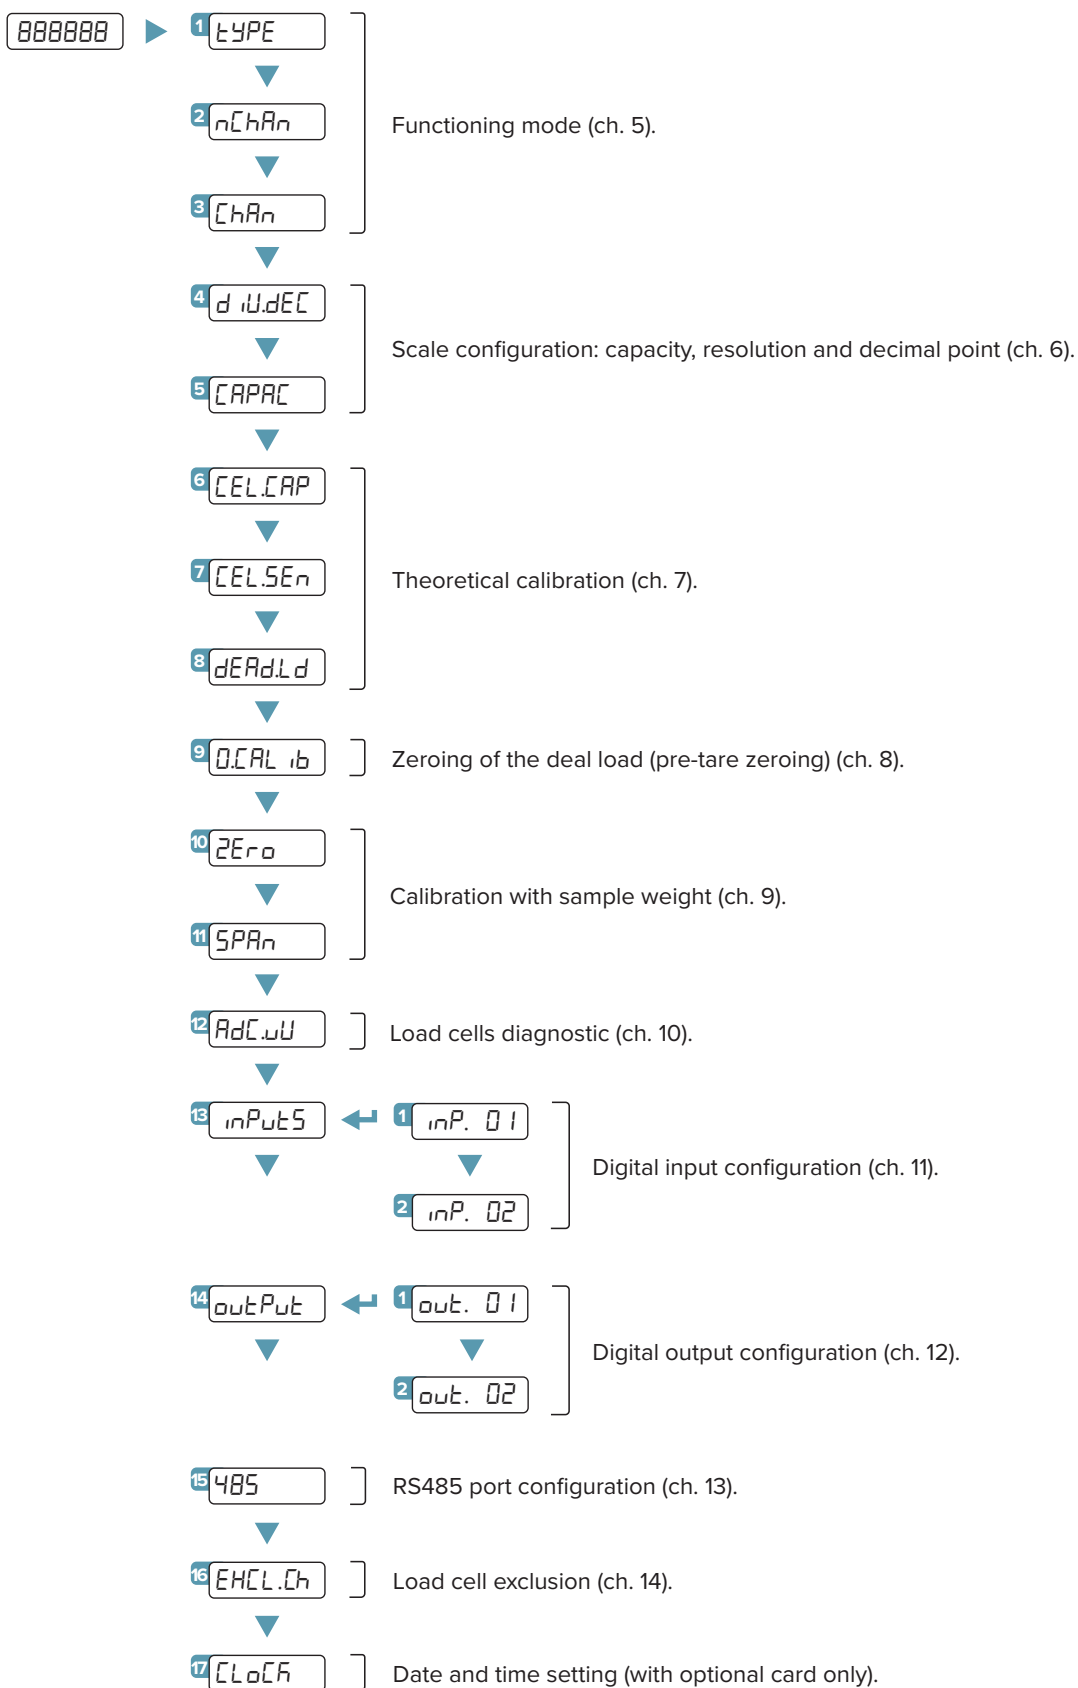 888888
1 tYPE
2 nChAn
Functioning mode (ch. 5).
3 ChAn
4 diV.dEC
Scale configuration: capacity, resolution and decimal point (ch. 6).
5 CAPAC
6 CEL.CAP
7 CEL.SEn
Theoretical calibration (ch. 7).
8 dEAd.Ld
9 0.CALib
Zeroing of the deal load (pre-tare zeroing) (ch. 8).
10 ZEro
Calibration with sample weight (ch. 9).
11 SPAn
12 AdC.uV
Load cells diagnostic (ch. 10).
13 inPutS
1 inP. 01
Digital input configuration (ch. 11).
2 inP. 02
14 outPut
1 out. 01
Digital output configuration (ch. 12).
2 out. 02
15 485
RS485 port configuration (ch. 13).
16 EHCL.Ch
Load cell exclusion (ch. 14).
17 CLoCk
Date and time setting (with optional card only).